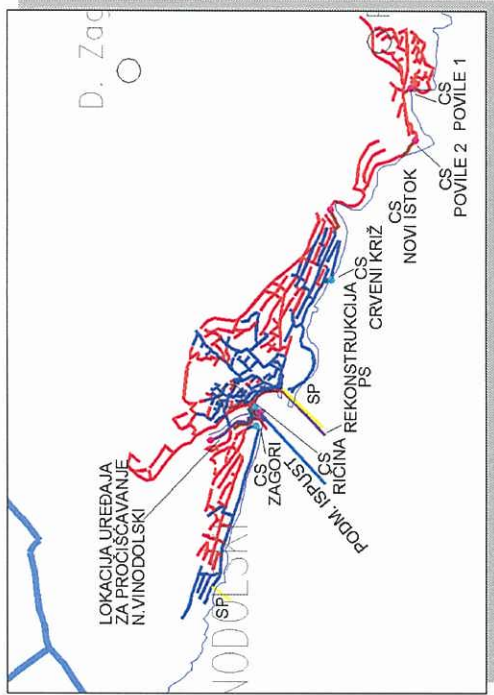 D. Zag
LOKACIJA UREĐAJA
ZA PROČIŠĆAVANJE
N.VINODOLSKI
NODOLSKI
SP
CS
ZAGORI
PODM. ISPUST
CS
RIČINA
SP
REKONSTRUKCIJA
PS
CS
CRVENI KRIŽ
CS
NOVI ISTOK
CS
POVILE 2
CS
POVILE 1